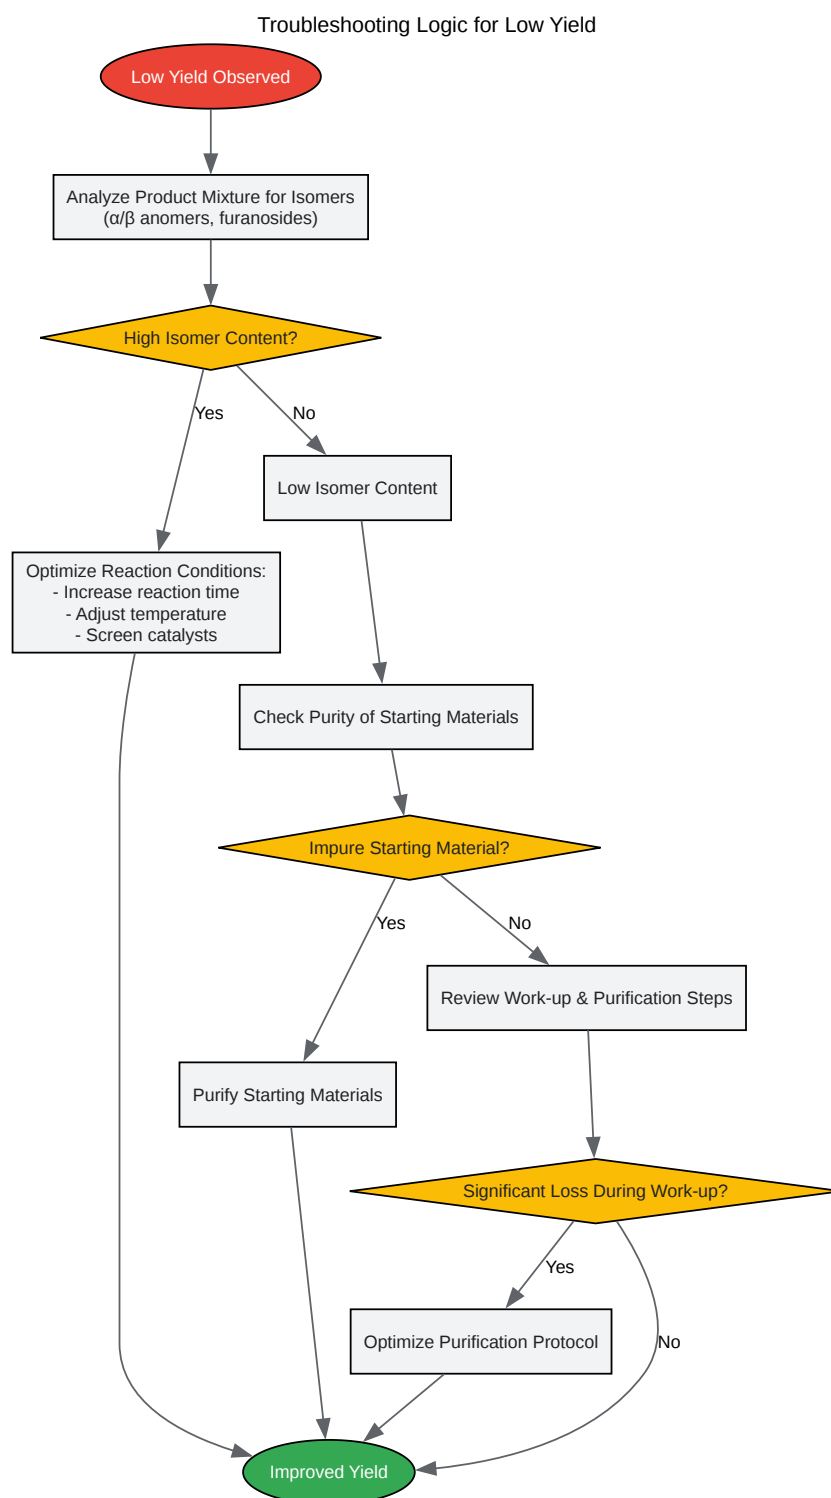 Troubleshooting Logic for Low Yield
Low Yield Observed
Analyze Product Mixture for Isomers
(α/β anomers, furanosides)
High Isomer Content?
Yes
No
Low Isomer Content
Optimize Reaction Conditions:
- Increase reaction time
- Adjust temperature
- Screen catalysts
Check Purity of Starting Materials
Impure Starting Material?
Yes
No
Review Work-up & Purification Steps
Purify Starting Materials
Significant Loss During Work-up?
Yes
Optimize Purification Protocol
No
Improved Yield